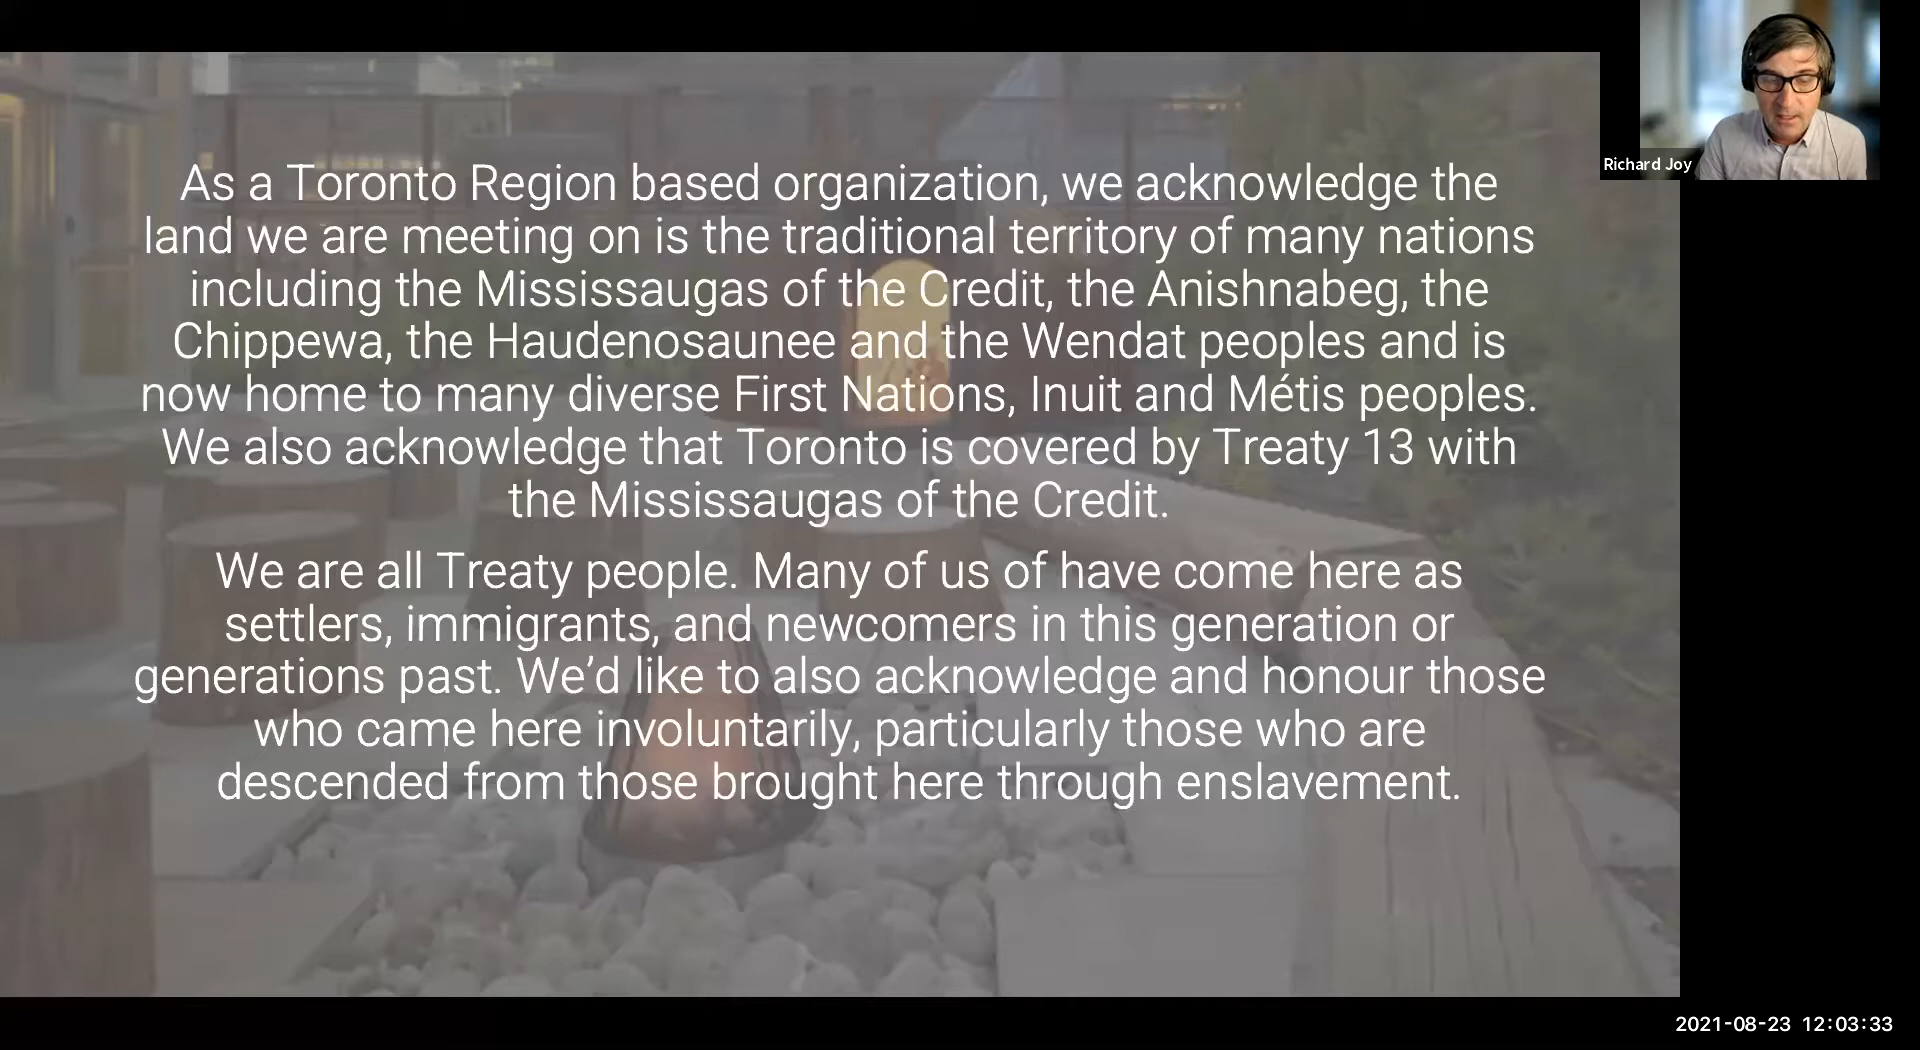 As a Toronto Region based organization, we acknowledge the
land we are meeting on is the traditional territory of many nations
including the Mississaugas of the Credit, the Anishnabeg, the
Chippewa, the Haudenosaunee and the Wendat peoples and is
now home to many diverse First Nations, Inuit and Métis peoples.
We also acknowledge that Toronto is covered by Treaty 13 with
the Mississaugas of the Credit.
We are all Treaty people. Many of us of have come here as
settlers, immigrants, and newcomers in this generation or
generations past. We’d like to also acknowledge and honour those
who came here involuntarily, particularly those who are
descended from those brought here through enslavement.
Richard Joy
2021-08-23 12:03:33